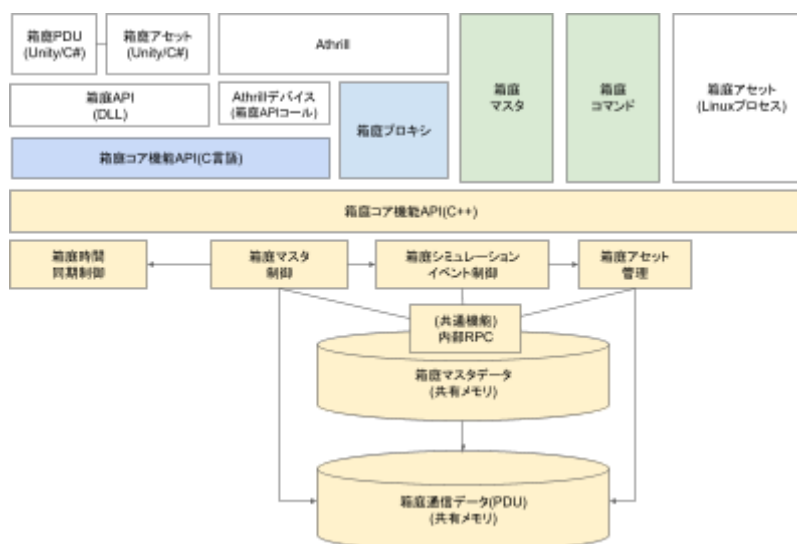 箱庭PDU
(Unity/C#)
箱庭アセット
(Unity/C#)
Athrill
箱庭
マスタ
箱庭
コマンド
箱庭アセット
(Linuxプロセス)
箱庭API
(DLL)
Athrillデバイス
(箱庭APIコール)
箱庭プロキシ
箱庭コア機能API(C言語)
箱庭コア機能API(C++)
箱庭時間
同期制御
箱庭マスタ
制御
箱庭シミュレーション
イベント制御
箱庭アセット
管理
(共通機能)
内部RPC
箱庭マスタデータ
(共有メモリ)
箱庭通信データ(PDU)
(共有メモリ)